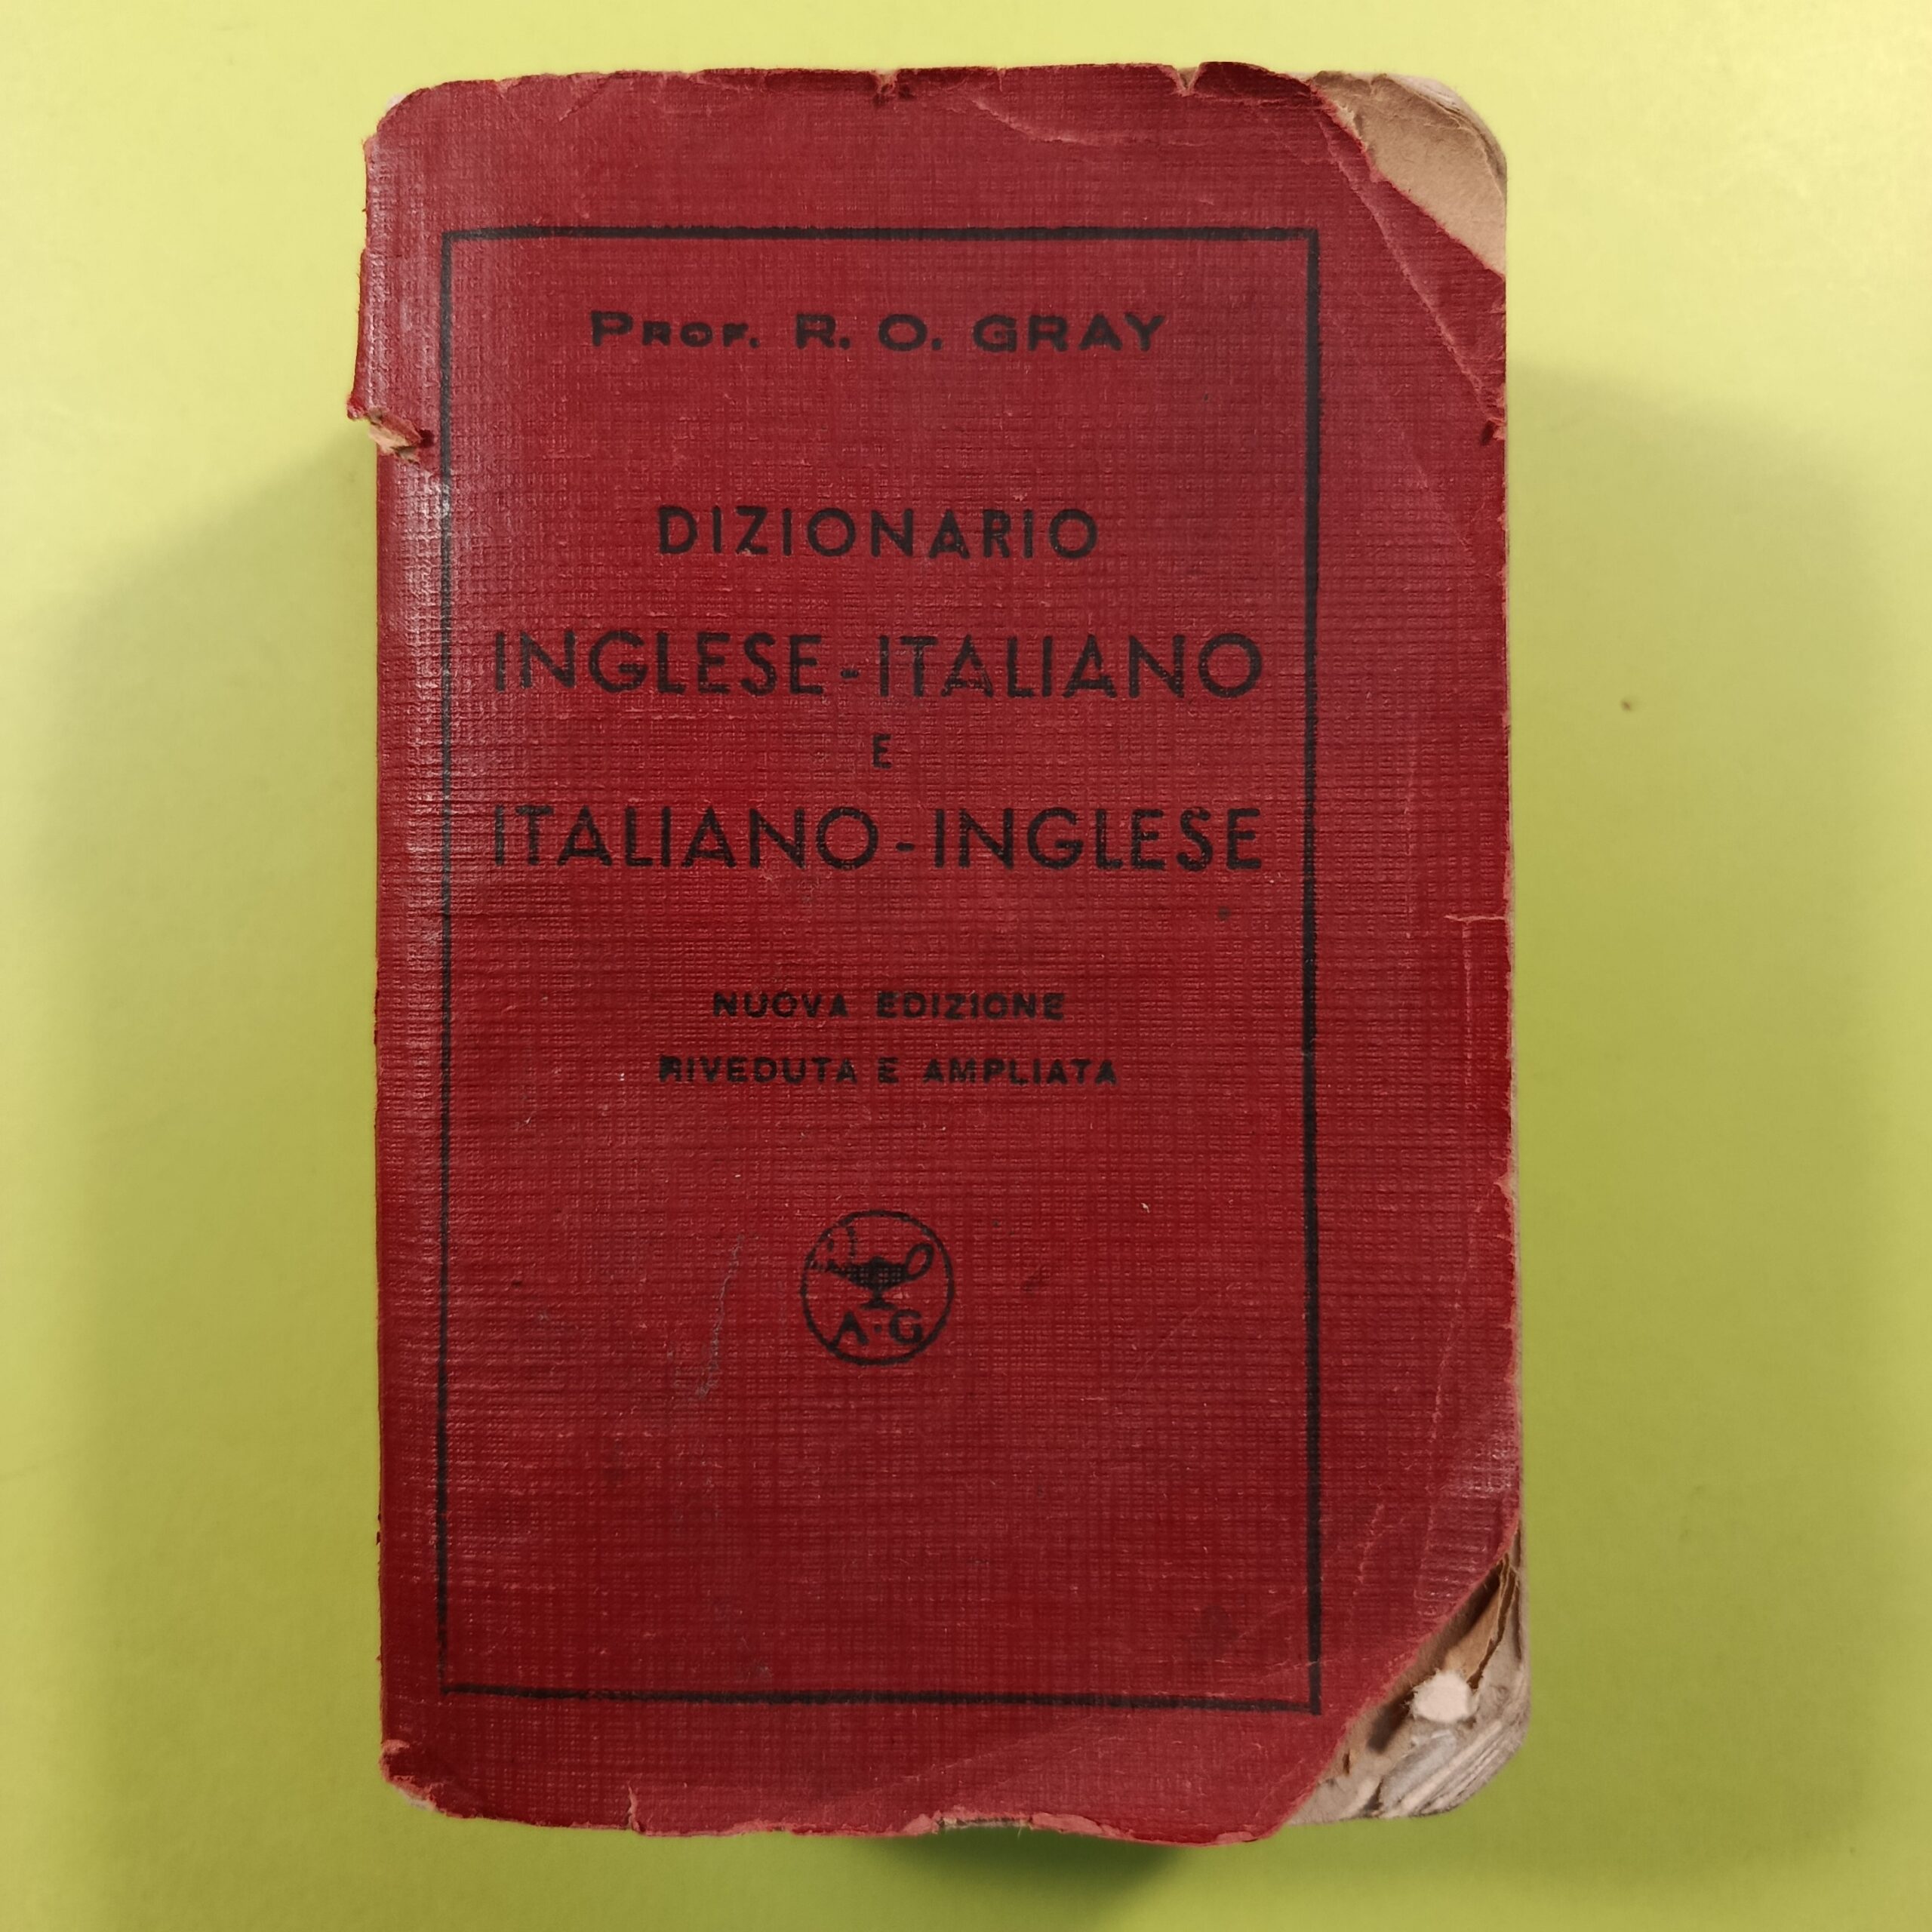 PROF. R. O. GRAY
DIZIONARIO
INGLESE-ITALIANO
E
ITALIANO-INGLESE
NUOVA EDIZIONE
RIVEDUTA E AMPLIATA
A·G